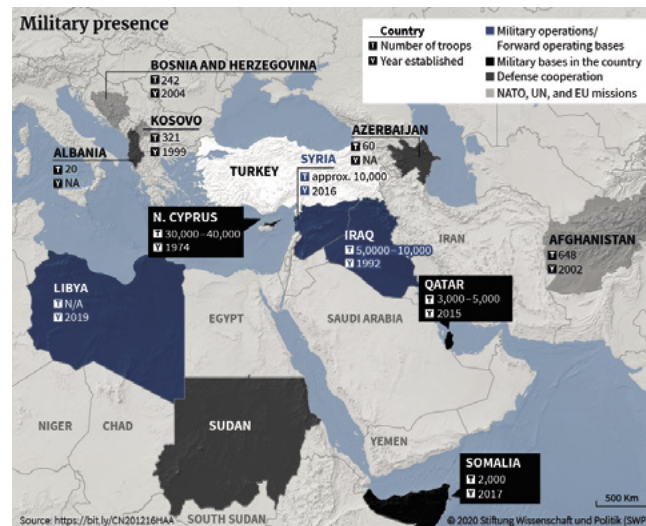 Military presence
Country
T Number of troops
Y Year established
Military operations/
Forward operating bases
Military bases in the country
Defense cooperation
NATO, UN, and EU missions
BOSNIA AND HERZEGOVINA
T 242
Y 2004
KOSOVO
T 321
Y 1999
ALBANIA
T 20
Y NA
TURKEY
SYRIA
T approx. 10,000
Y 2016
AZERBAIJAN
T 60
Y NA
N. CYPRUS
T 30,000–40,000
Y 1974
IRAQ
T 5,0000–10,000
Y 1992
IRAN
AFGHANISTAN
T 648
Y 2002
LIBYA
T N/A
Y 2019
EGYPT
SAUDI ARABIA
QATAR
T 3,000–5,000
Y 2015
NIGER
CHAD
SUDAN
YEMEN
SOMALIA
T 2,000
Y 2017
SOUTH SUDAN
500 Km
Source: https://bit.ly/CN201216HAA
© 2020 Stiftung Wissenschaft und Politik (SWP